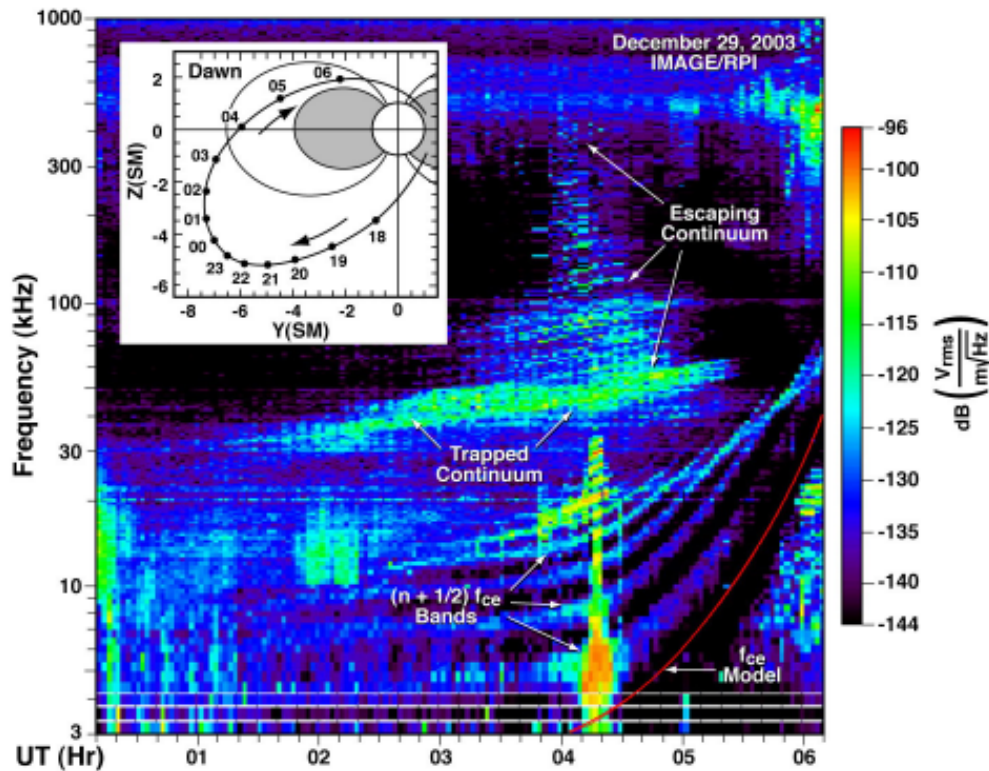 1000
300
100
30
10
3
Frequency (kHz)
UT (Hr)
01
02
03
04
05
06
December 29, 2003
IMAGE/RPI
Dawn
2
0
-2
-4
-6
Z(SM)
-8
-6
-4
-2
0
Y(SM)
06
05
04
03
02
01
00
23
22
21
20
19
18
Escaping
Continuum
Trapped
Continuum
(n + 1/2) fce
Bands
fce
Model
-96
-100
-105
-110
-115
-120
-125
-130
-135
-140
-144
dB (Vrms / m√Hz)